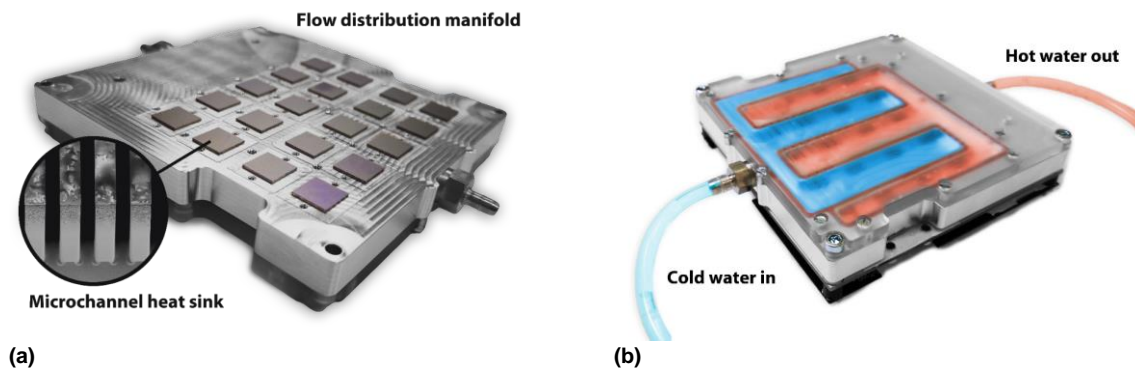 Flow distribution manifold
Microchannel heat sink
(a)
Hot water out
Cold water in
(b)